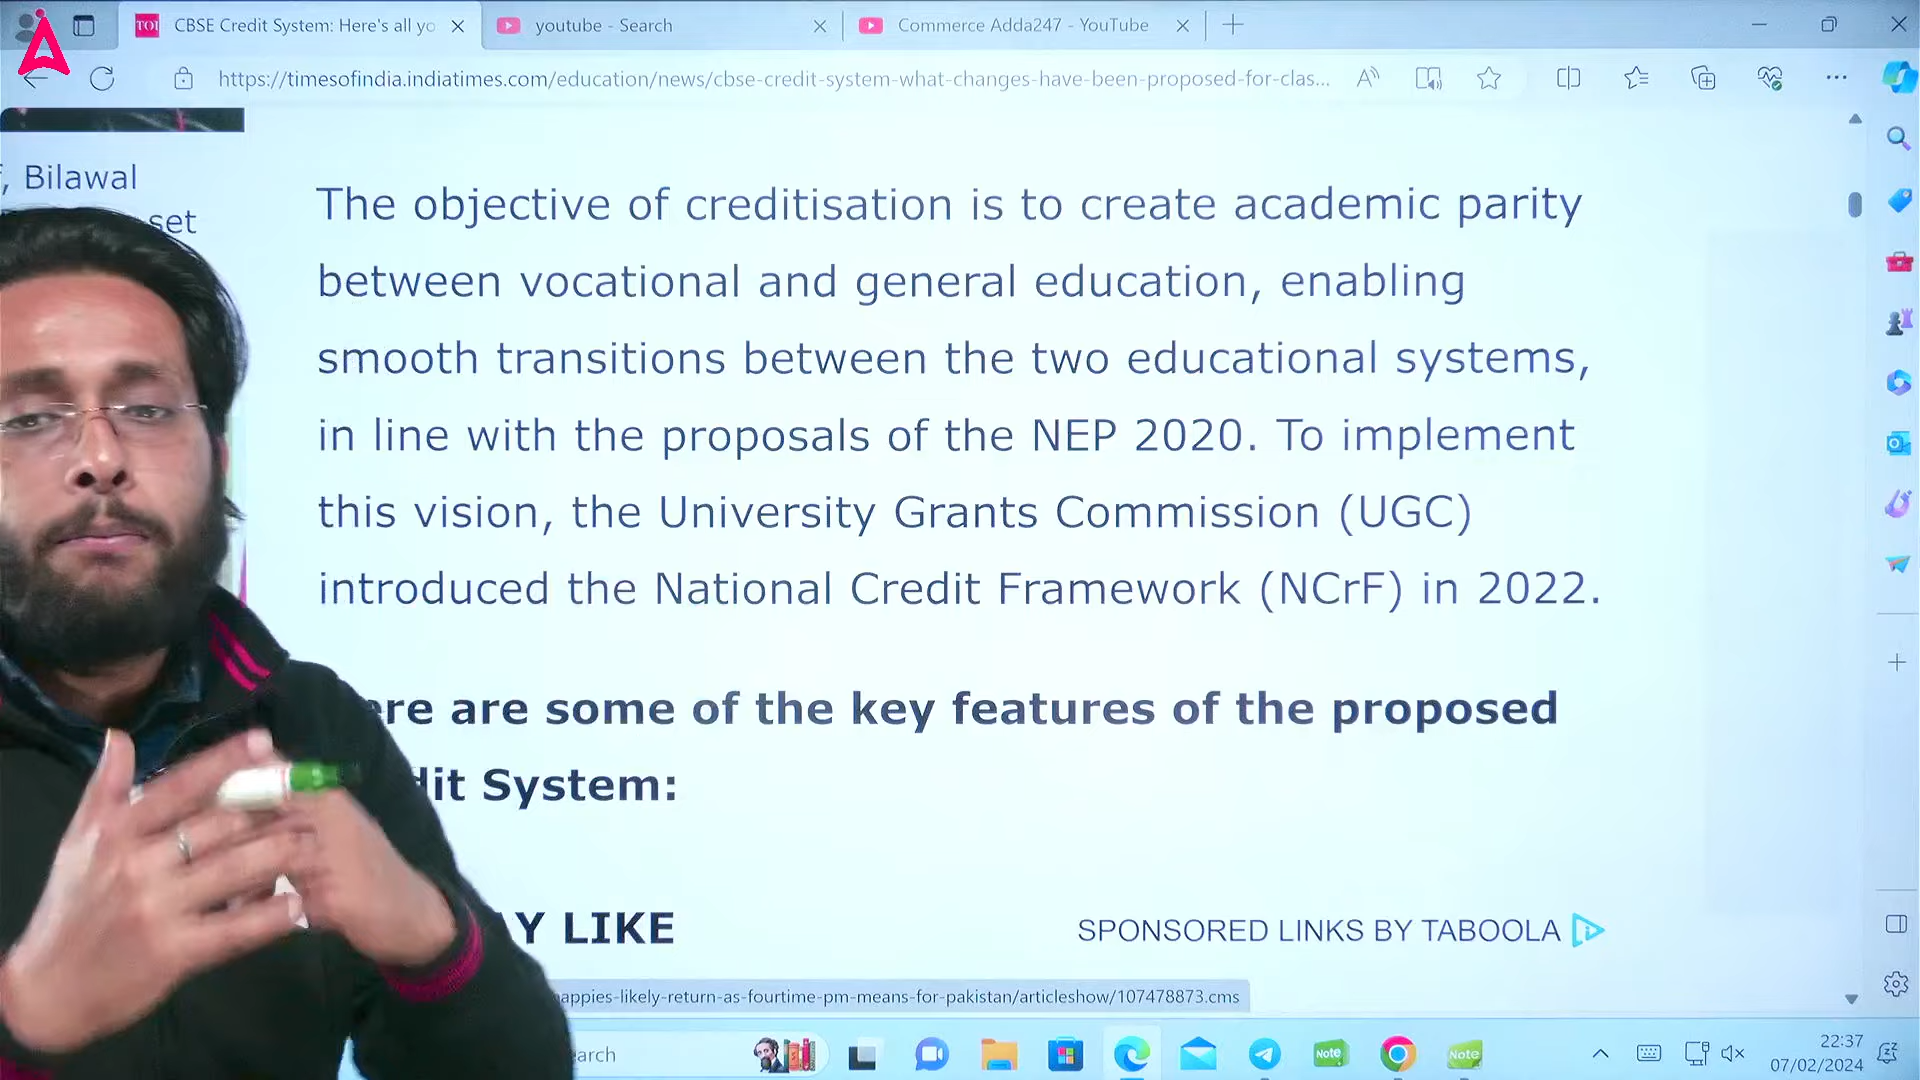 TOI CBSE Credit System: Here's all yo
youtube - Search
Commerce Adda247 - YouTube
https://timesofindia.indiatimes.com/education/news/cbse-credit-system-what-changes-have-been-proposed-for-clas...
, Bilawal
set
The objective of creditisation is to create academic parity
between vocational and general education, enabling
smooth transitions between the two educational systems,
in line with the proposals of the NEP 2020. To implement
this vision, the University Grants Commission (UGC)
introduced the National Credit Framework (NCrF) in 2022.
ere are some of the key features of the proposed
dit System:
Y LIKE
SPONSORED LINKS BY TABOOLA
appies-likely-return-as-fourtime-pm-means-for-pakistan/articleshow/107478873.cms
arch
Note
Note
22:37
07/02/2024